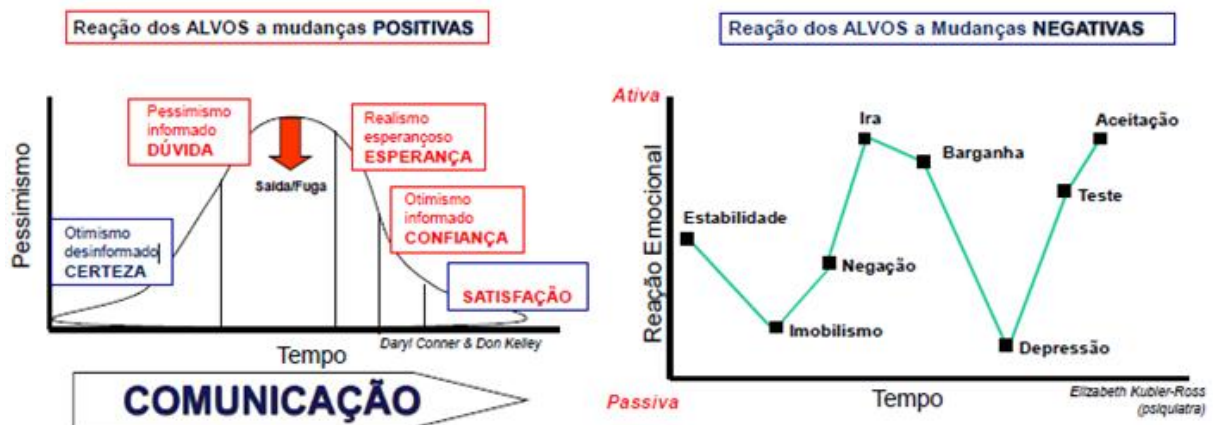 Reação dos ALVOS a mudanças POSITIVAS
Pessimismo
Pessimismo
informado
DÚVIDA
Saída/Fuga
Realismo
esperançoso
ESPERANÇA
Otimismo
desinformado
CERTEZA
Otimismo
informado
CONFIANÇA
SATISFAÇÃO
Tempo
Daryl Conner & Don Kelley
COMUNICAÇÃO
Reação dos ALVOS a Mudanças NEGATIVAS
Ativa
Reação Emocional
Passiva
Estabilidade
Imobilismo
Negação
Ira
Barganha
Depressão
Teste
Aceitação
Tempo
Elizabeth Kubler-Ross
(psiquiatra)